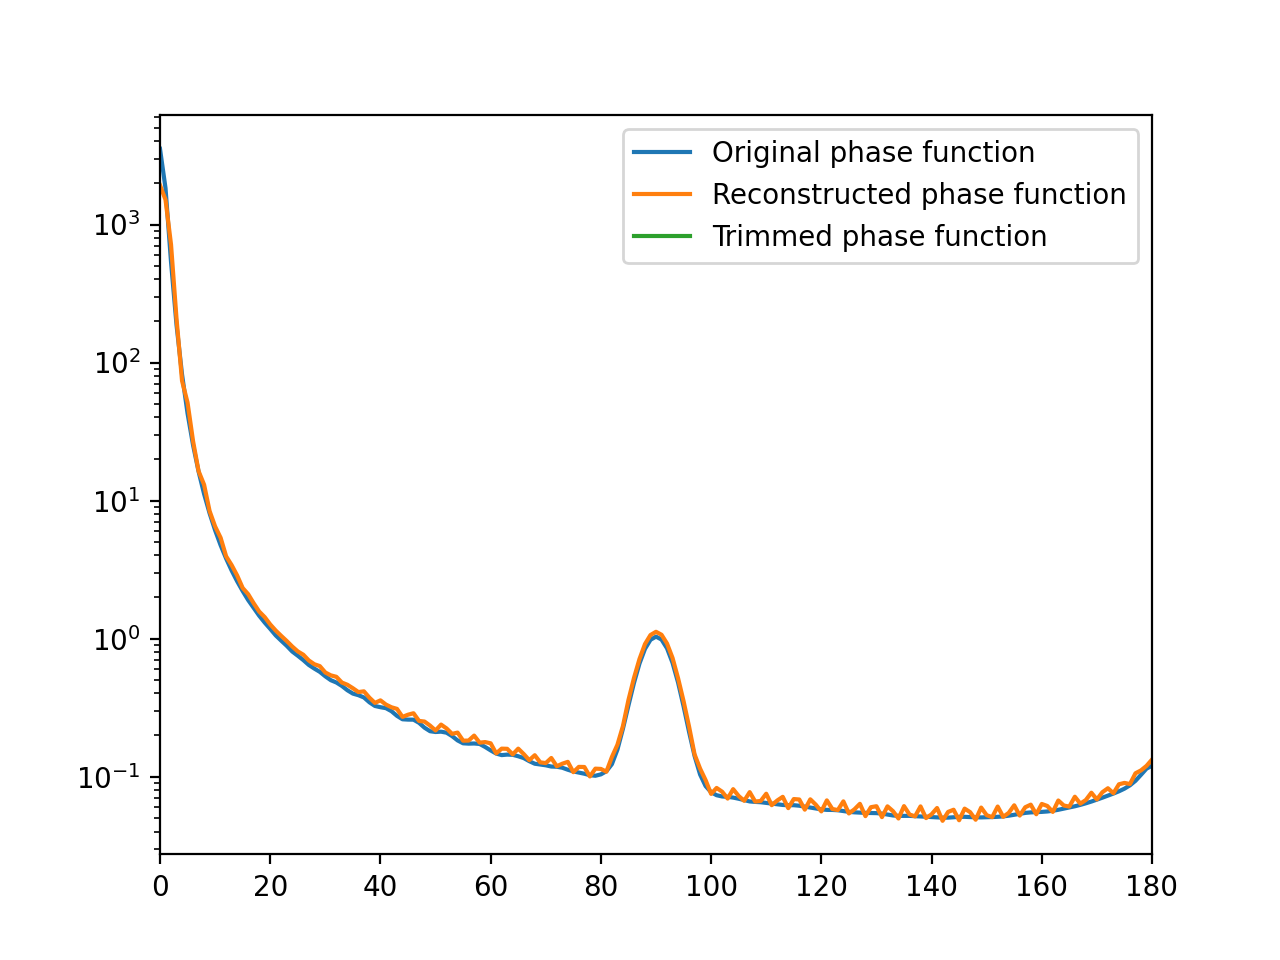 Original phase function
Reconstructed phase function
Trimmed phase function
10³
10²
10¹
10⁰
10⁻¹
0 20 40 60 80 100 120 140 160 180